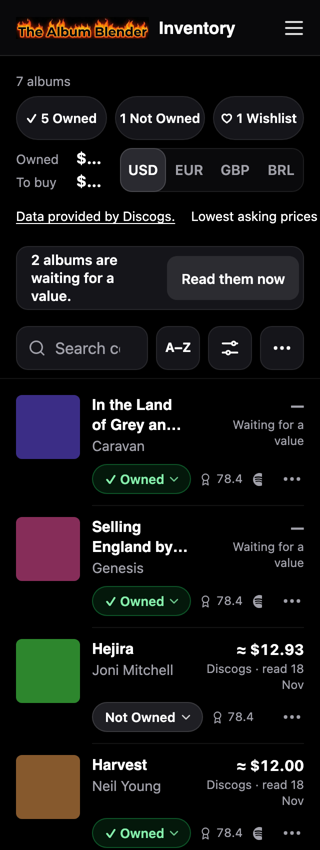 The Album Blender Inventory
7 albums
✓ 5 Owned
1 Not Owned
♡ 1 Wishlist
Owned $...
To buy $...
USD EUR GBP BRL
Data provided by Discogs. Lowest asking prices
2 albums are
waiting for a
value.
Read them now
Search co
A–Z
In the Land
of Grey an...
Caravan
—
Waiting for a
value
✓ Owned
78.4
Selling
England by...
Genesis
—
Waiting for a
value
✓ Owned
78.4
Hejira
Joni Mitchell
≈ $12.93
Discogs · read 18
Nov
Not Owned
78.4
Harvest
Neil Young
≈ $12.00
Discogs · read 18
Nov
✓ Owned
78.4